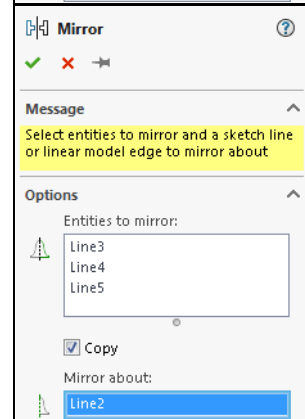 Mirror
Message
Select entities to mirror and a sketch line
or linear model edge to mirror about
Options
Entities to mirror:
Line3
Line4
Line5
Copy
Mirror about:
Line2